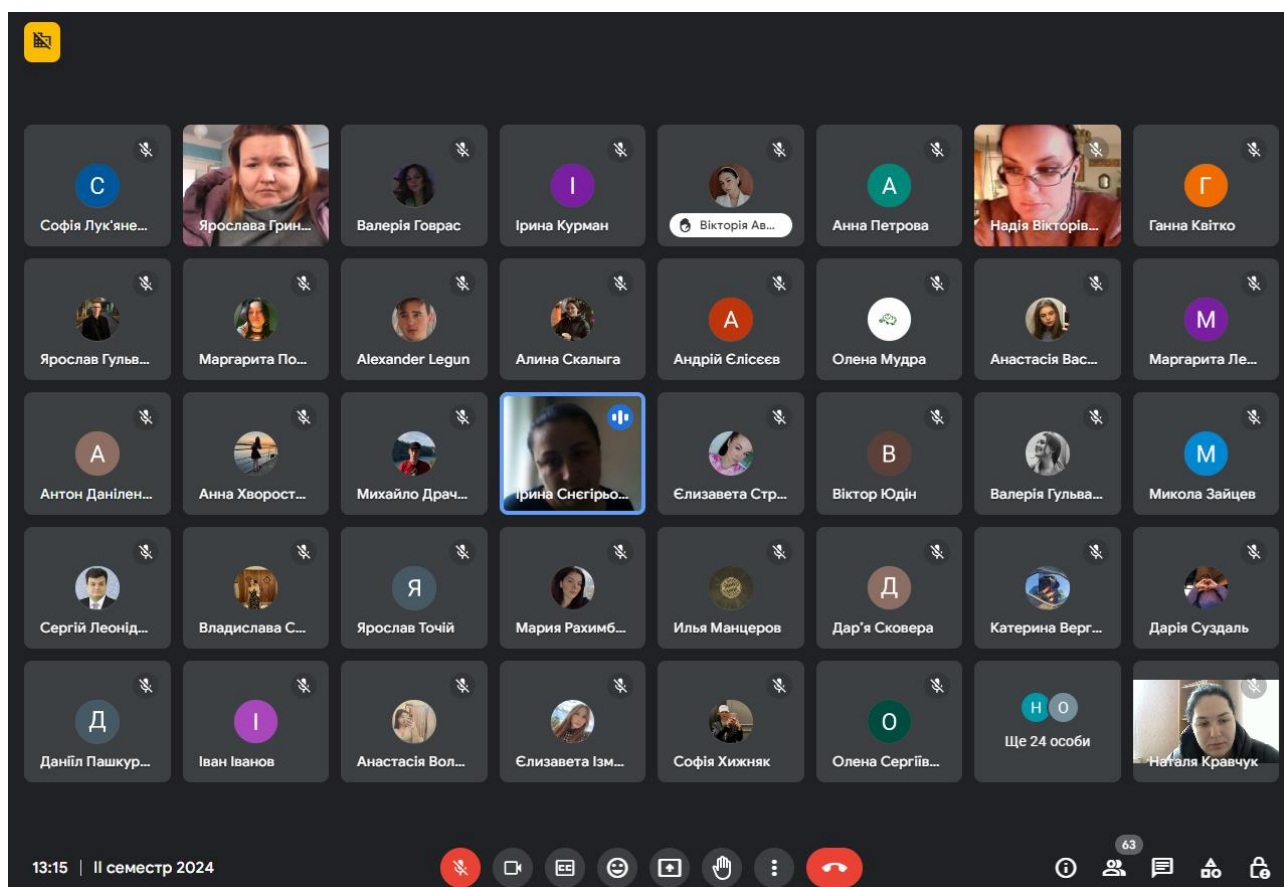 С
Софія Лук'яне...
Ярослава Грин...
Валерія Говрас
І
Ірина Курман
Вікторія Ав...
А
Анна Петрова
Надія Вікторів...
Г
Ганна Квітко
Ярослав Гульв...
Маргарита По...
Alexander Legun
Алина Скалыга
А
Андрій Єлісєєв
Олена Мудра
Анастасія Вас...
М
Маргарита Ле...
А
Антон Данілен...
Анна Хворост...
Михайло Драч...
Ірина Снєгірьо...
Єлизавета Стр...
В
Віктор Юдін
Валерія Гульва...
М
Микола Зайцев
Сергій Леонід...
Владислава С...
Я
Ярослав Точій
Мария Рахимб...
Илья Манцеров
Д
Дар’я Сковера
Катерина Верг...
Дарія Суздаль
Д
Данііл Пашкур...
І
Іван Іванов
Анастасія Вол...
Єлизавета Ізм...
Софія Хижняк
О
Олена Сергіїв...
Н О
Ще 24 особи
Наталя Кравчук
13:15 | ІІ семестр 2024
63